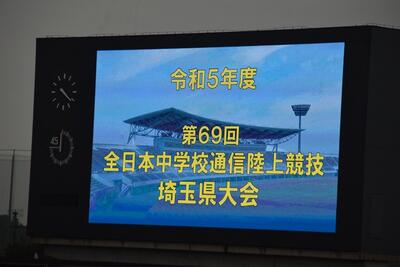 令和5年度
第69回
全日本中学校通信陸上競技
埼玉県大会
45